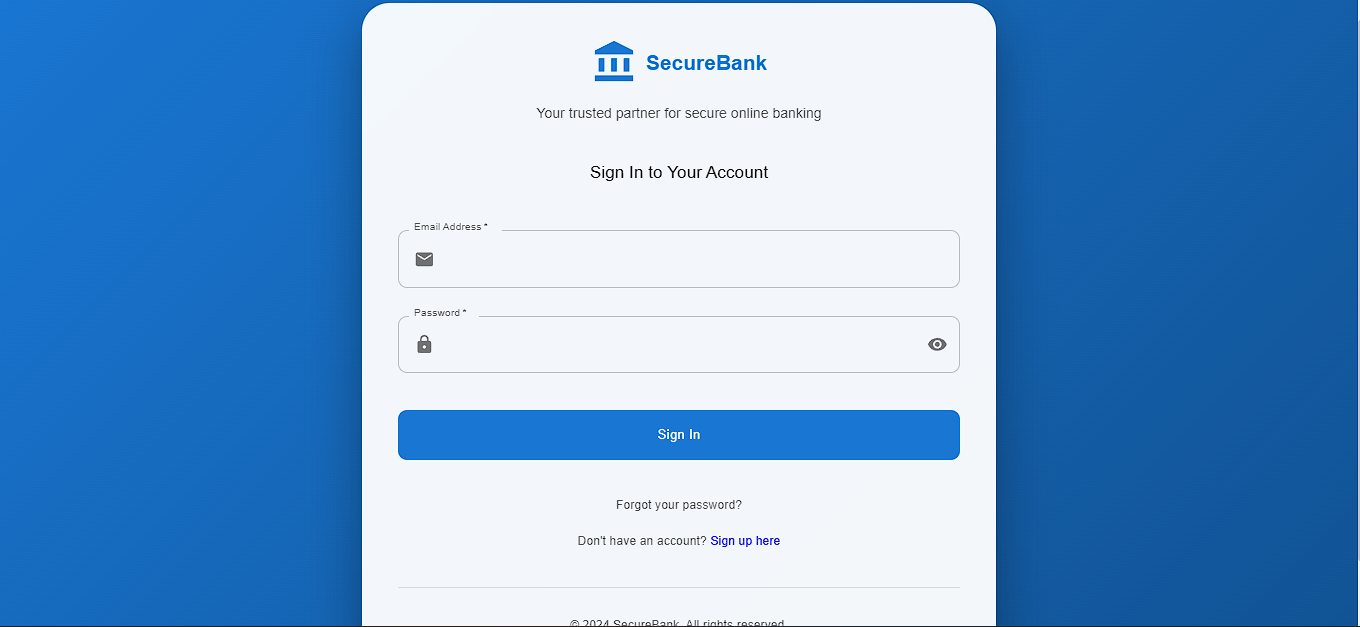 SecureBank
Your trusted partner for secure online banking
Sign In to Your Account
Email Address *
Password *
Sign In
Forgot your password?
Don't have an account? Sign up here
© 2024 SecureBank. All rights reserved.